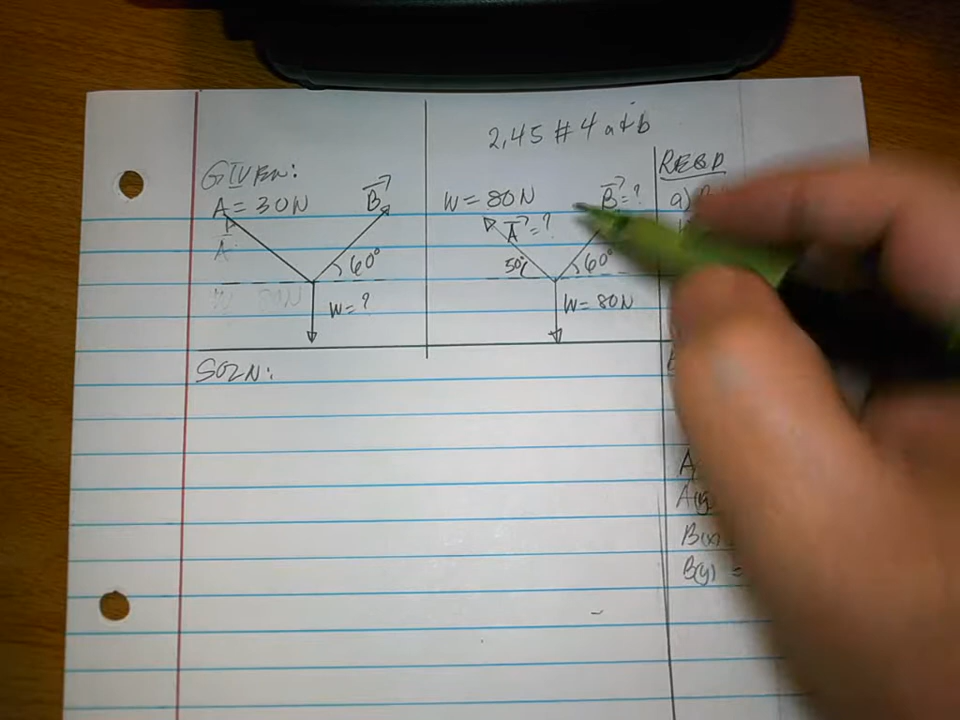 2,45 #4 a+b
GIVEN:
A = 30N
B
A
60°
W = ?
W = 80N
B = ?
A = ?
50°
60°
W = 80N
REQD
a)
SOLN:
A
A(y)
B(x)
B(y) =